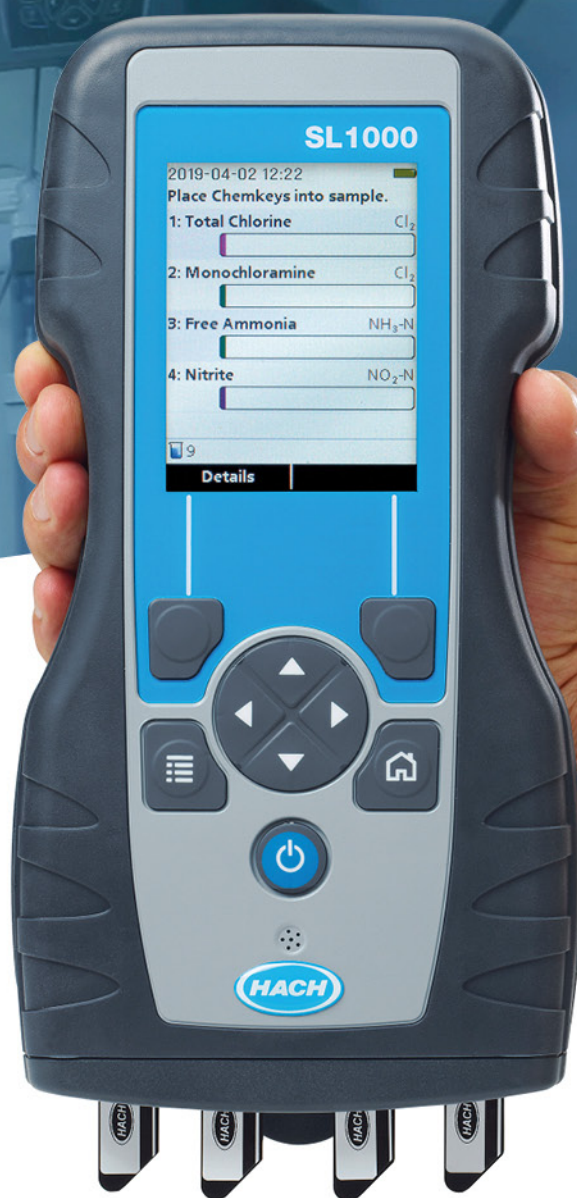 SL1000
2019-04-02 12:22
Place Chemkeys into sample.
1: Total Chlorine Cl₂
2: Monochloramine Cl₂
3: Free Ammonia NH₃-N
4: Nitrite NO₂-N
9
Details
HACH
HACH HACH HACH HACH